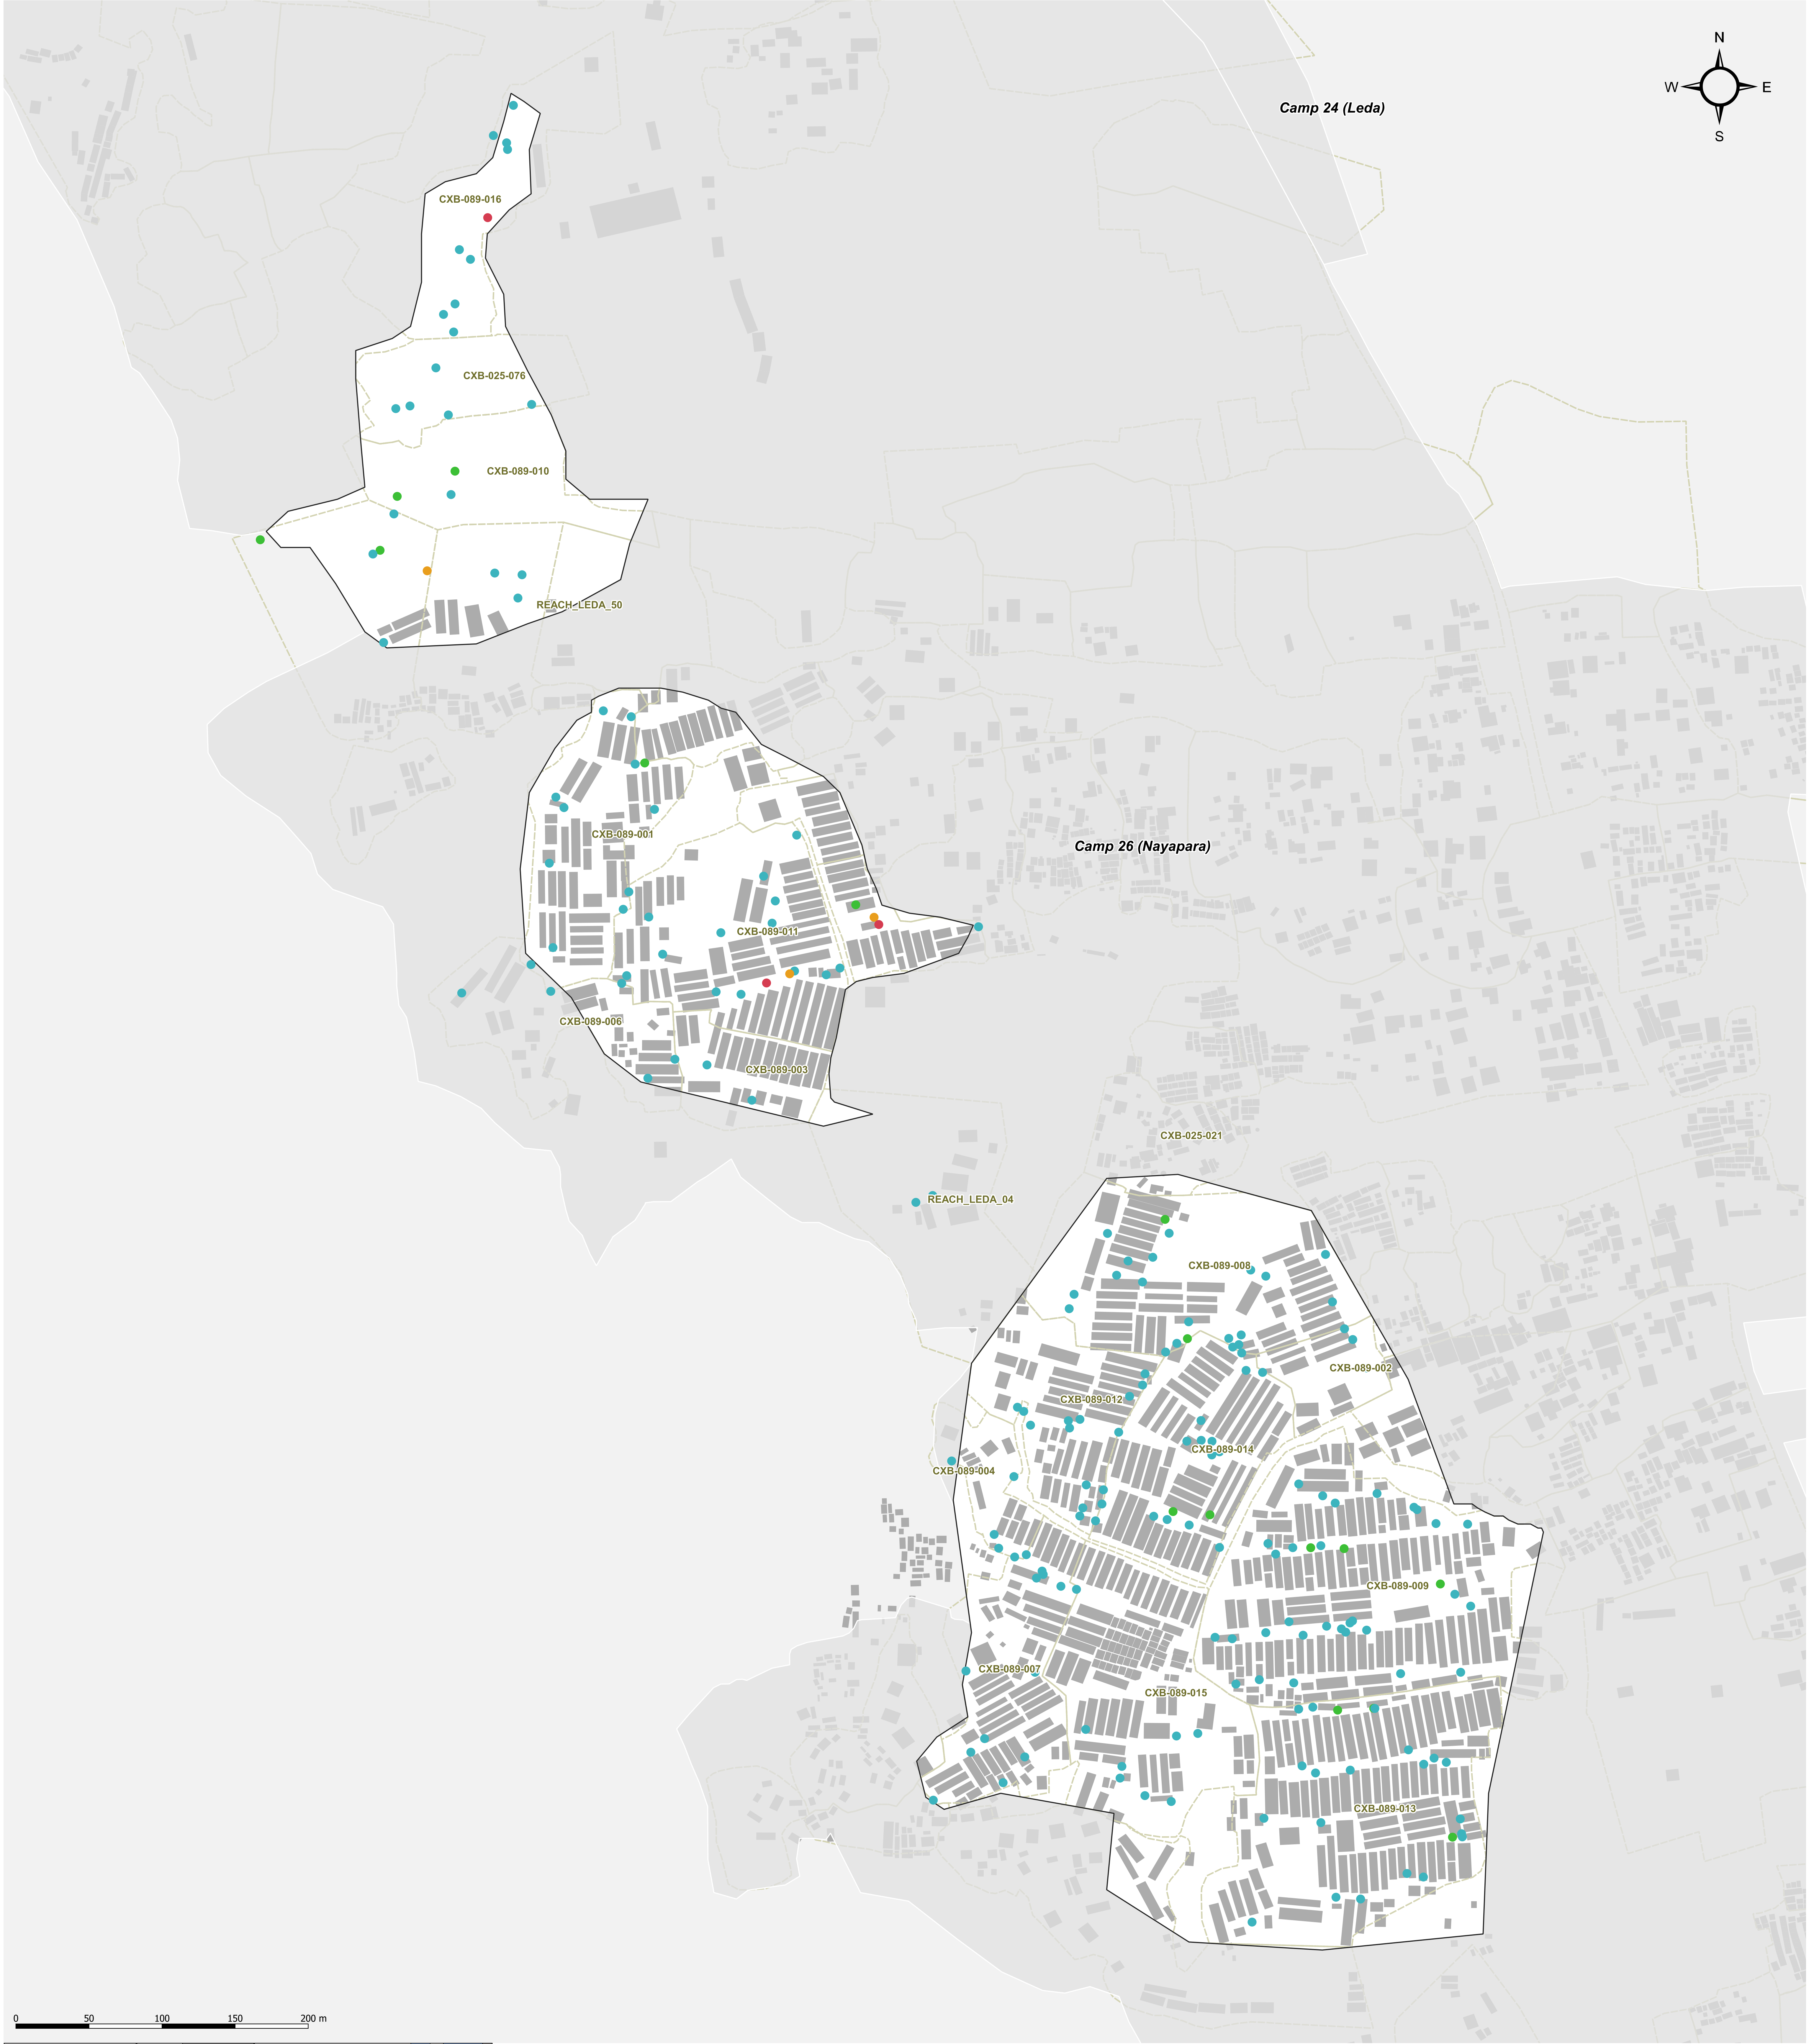 N
Camp 24 (Leda)
W
E
S
CXB-089-016
CXB-025-076
CXB-089-010
REACH_LEDA_50
CXB-089-001
Camp 26 (Nayapara)
CXB-089-011
CXB-089-006
CXB-089-003
CXB-025-021
REACH_LEDA_04
CXB-089-008
CXB-089-002
CXB-089-012
CXB-089-014
CXB-089-004
CXB-089-009
CXB-089-007
CXB-089-015
CXB-089-013
0 50 100 150 200 m